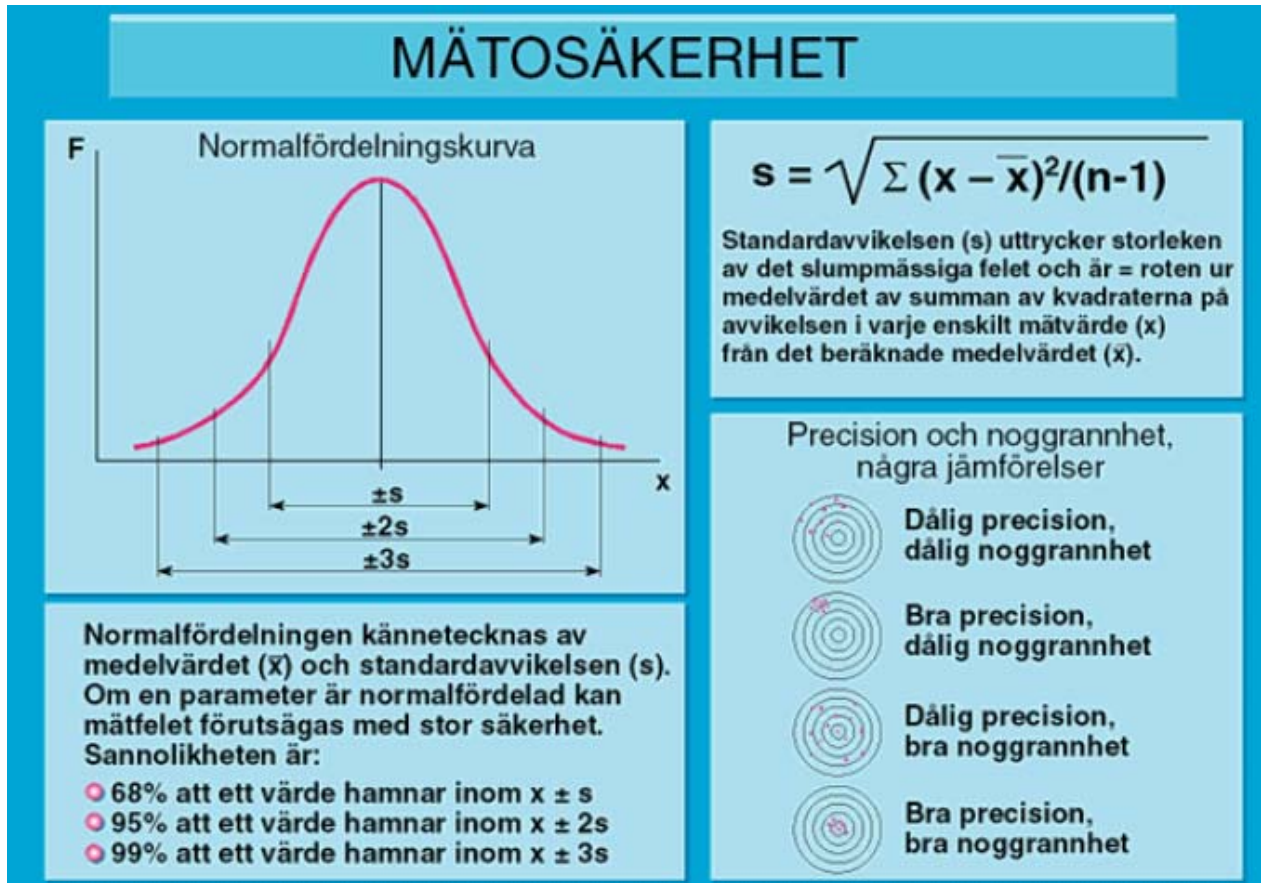 MÄTOSÄKERHET
F
Normalfördelningskurva
x
±s
±2s
±3s
Normalfördelningen kännetecknas av
medelvärdet (x̅) och standardavvikelsen (s).
Om en parameter är normalfördelad kan
mätfelet förutsägas med stor säkerhet.
Sannolikheten är:
68% att ett värde hamnar inom x ± s
95% att ett värde hamnar inom x ± 2s
99% att ett värde hamnar inom x ± 3s
s = √ Σ (x – x̅)²/(n-1)
Standardavvikelsen (s) uttrycker storleken
av det slumpmässiga felet och är = roten ur
medelvärdet av summan av kvadraterna på
avvikelsen i varje enskilt mätvärde (x)
från det beräknade medelvärdet (x̅).
Precision och noggrannhet,
några jämförelser
Dålig precision,
dålig noggrannhet
Bra precision,
dålig noggrannhet
Dålig precision,
bra noggrannhet
Bra precision,
bra noggrannhet